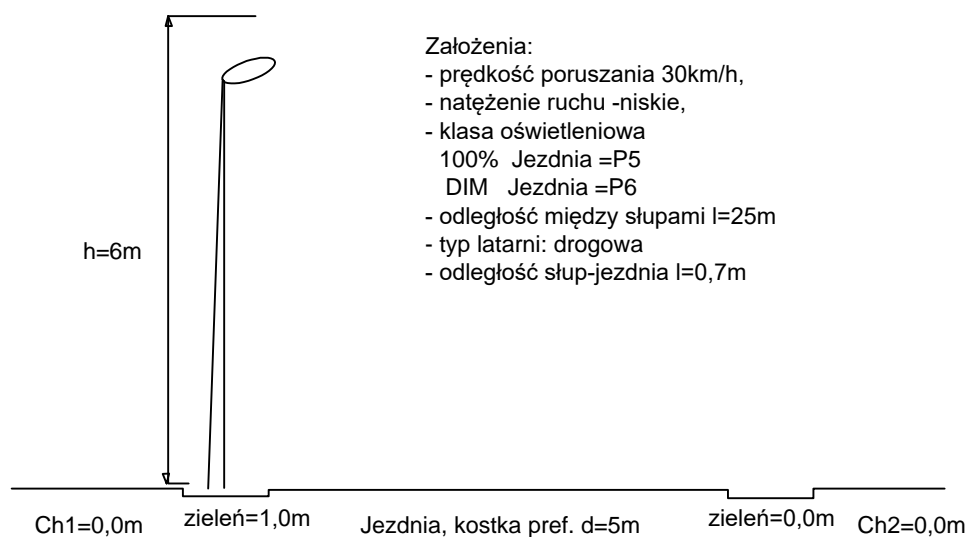 Założenia:
- prędkość poruszania 30km/h,
- natężenie ruchu -niskie,
- klasa oświetleniowa
100% Jezdnia =P5
DIM Jezdnia =P6
- odległość między słupami l=25m
- typ latarni: drogowa
- odległość słup-jezdnia l=0,7m
h=6m
Ch1=0,0m
zieleń=1,0m
Jezdnia, kostka pref. d=5m
zieleń=0,0m
Ch2=0,0m